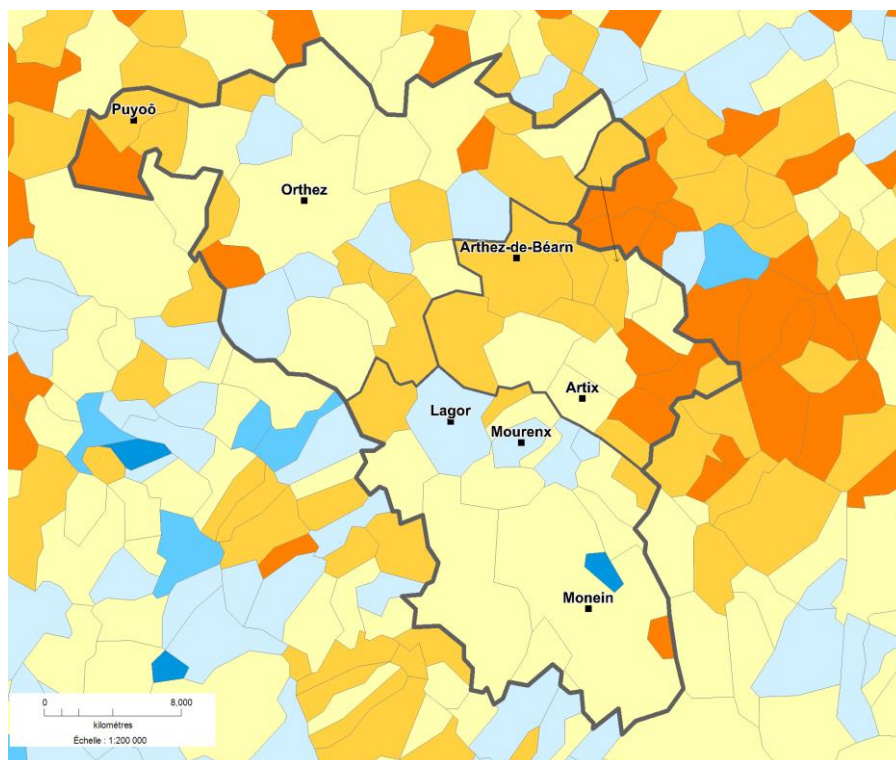 Puyoô
Orthez
Arthez-de-Béarn
Artix
Lagor
Mourenx
Monein
0 8,000
kilomètres
Échelle : 1:200 000